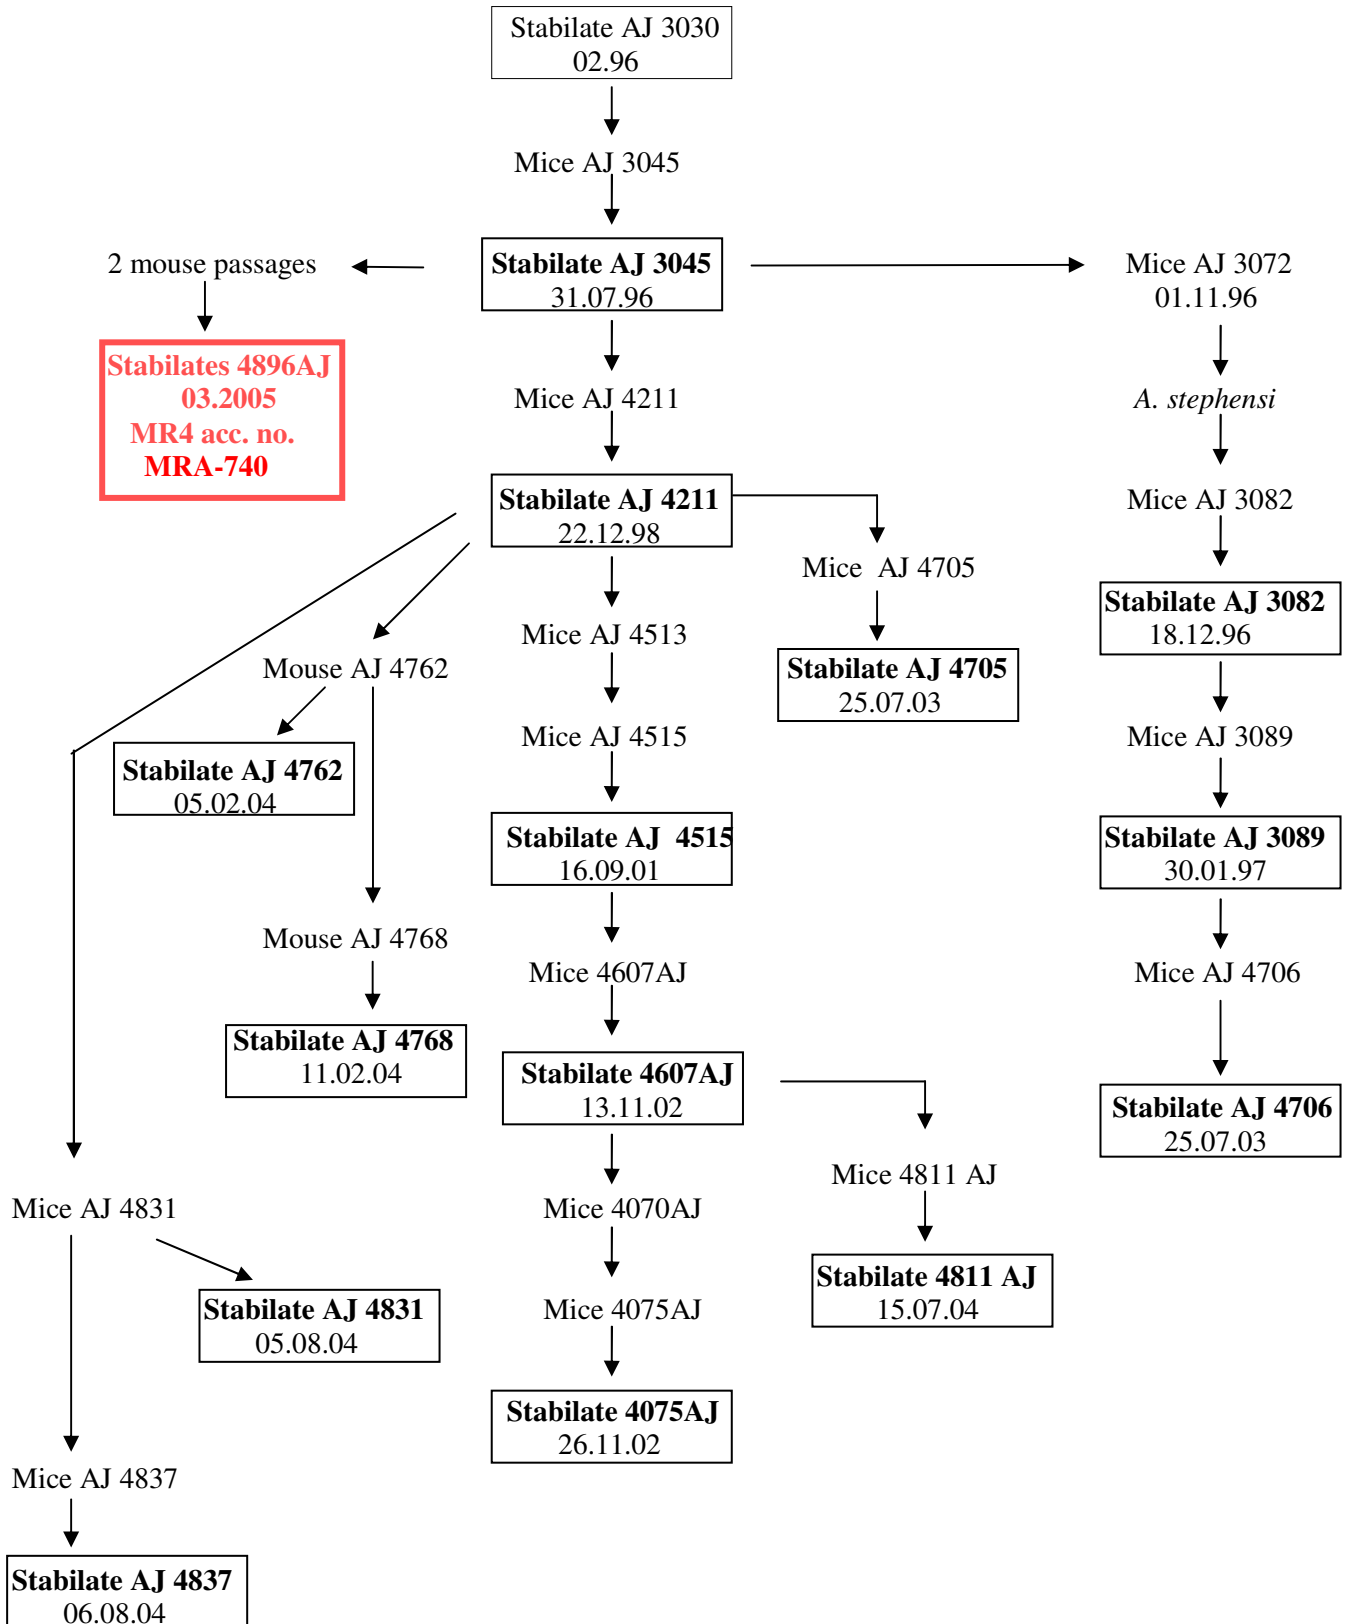 Stabilate AJ 3030
02.96
Mice AJ 3045
2 mouse passages
Stabilate AJ 3045
31.07.96
Mice AJ 3072
01.11.96
Stabilates 4896AJ
03.2005
MR4 acc. no.
MRA-740
Mice AJ 4211
A. stephensi
Stabilate AJ 4211
22.12.98
Mice AJ 3082
Mice  AJ 4705
Stabilate AJ 3082
18.12.96
Mice AJ 4513
Mouse AJ 4762
Stabilate AJ 4705
25.07.03
Mice AJ 4515
Mice AJ 3089
Stabilate AJ 4762
05.02.04
Stabilate AJ  4515
16.09.01
Stabilate AJ 3089
30.01.97
Mouse AJ 4768
Mice 4607AJ
Mice AJ 4706
Stabilate AJ 4768
11.02.04
Stabilate 4607AJ
13.11.02
Stabilate AJ 4706
25.07.03
Mice 4811 AJ
Mice AJ 4831
Mice 4070AJ
Stabilate 4811 AJ
15.07.04
Stabilate AJ 4831
05.08.04
Mice 4075AJ
Stabilate 4075AJ
26.11.02
Mice AJ 4837
Stabilate AJ 4837
06.08.04